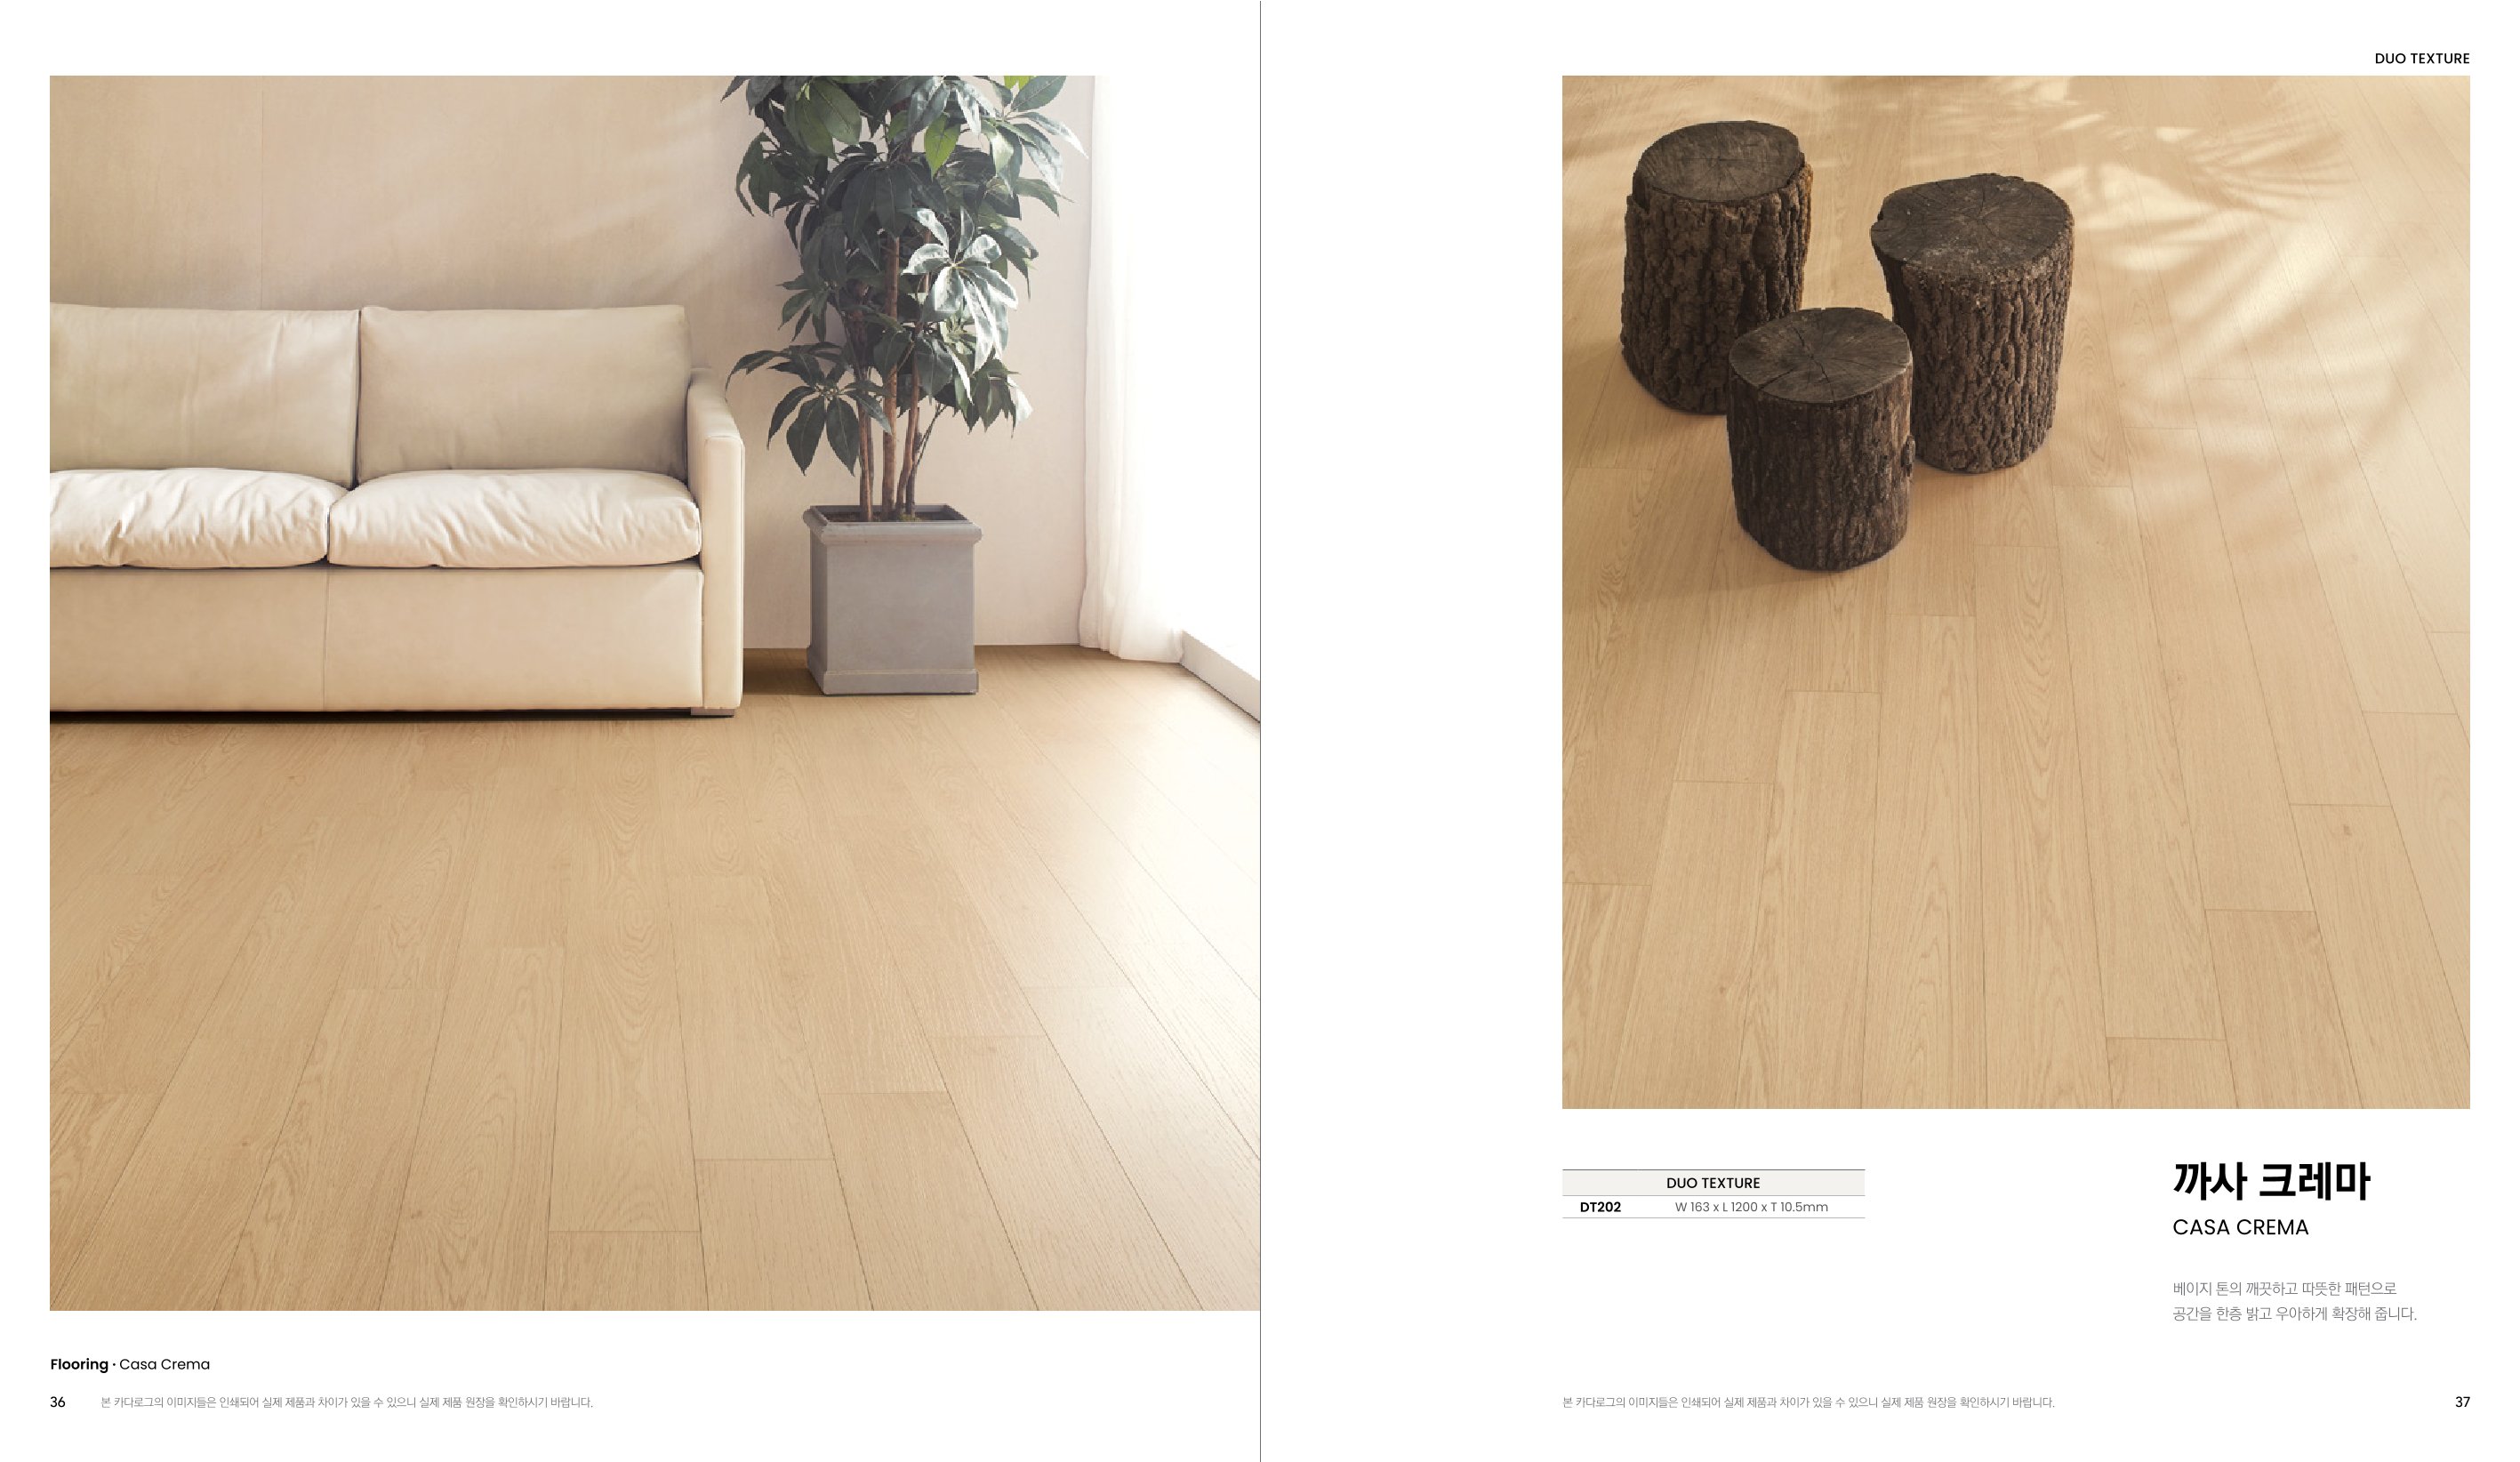 Flooring · Casa Crema
36
본 카다로그의 이미지들은 인쇄되어 실제 제품과 차이가 있을 수 있으니 실제 제품 원장을 확인하시기 바랍니다.
DUO TEXTURE
DUO TEXTURE
DT202 W 163 x L 1200 x T 10.5mm
까사 크레마
CASA CREMA
베이지 톤의 깨끗하고 따뜻한 패턴으로
공간을 한층 밝고 우아하게 확장해 줍니다.
본 카다로그의 이미지들은 인쇄되어 실제 제품과 차이가 있을 수 있으니 실제 제품 원장을 확인하시기 바랍니다.
37